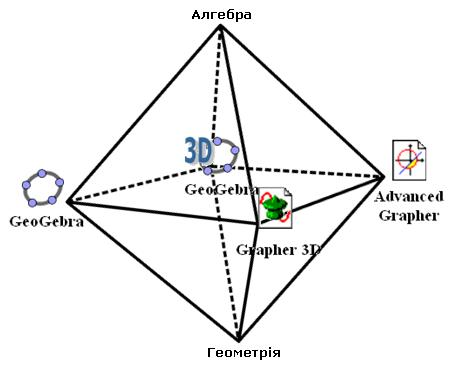 Алгебра
3D
GeoGebra
GeoGebra
Advanced
Grapher
Grapher 3D
Геометрія